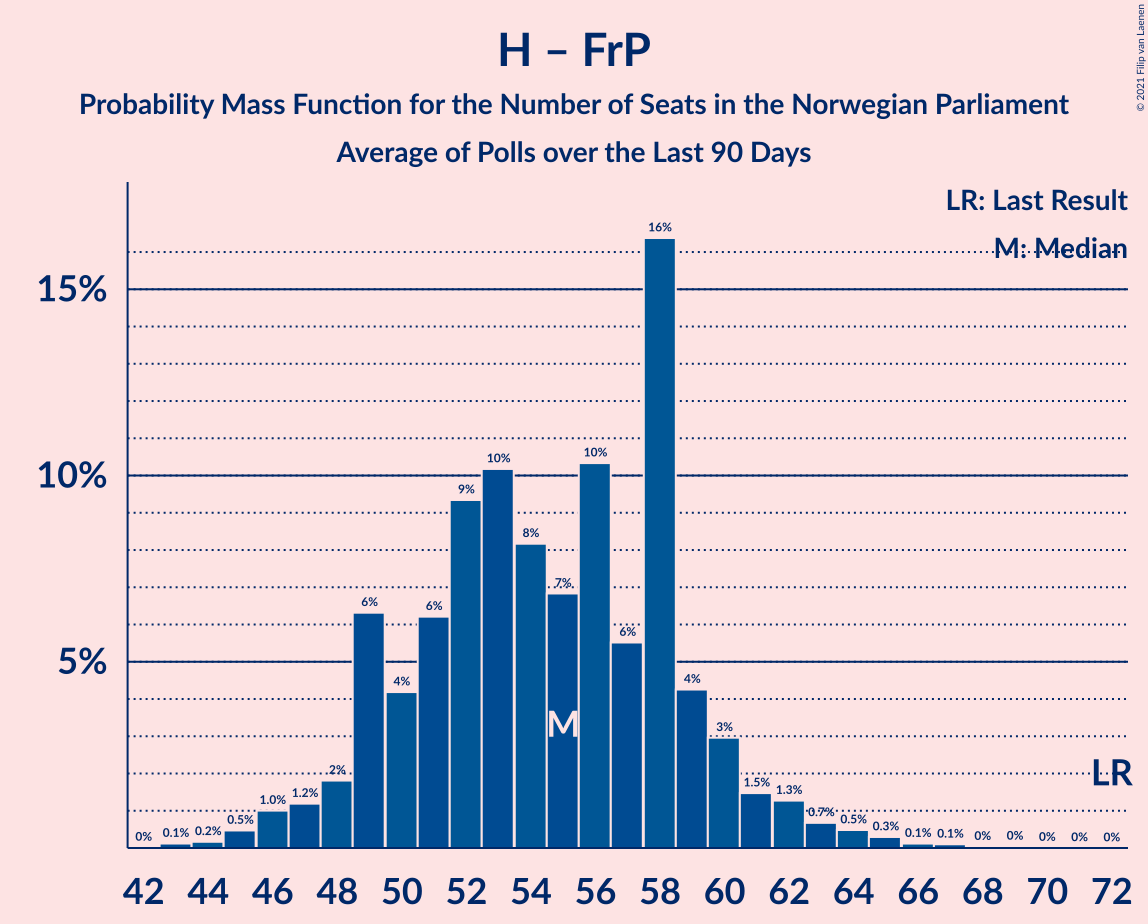 H – FrP
Probability Mass Function for the Number of Seats in the Norwegian Parliament
Average of Polls over the Last 90 Days
© 2021 Filip van Laenen
LR: Last Result
M: Median
15%
10%
5%
0% 0.1% 0.2% 0.5% 1.0% 1.2% 2% 6% 4% 6% 9% 10% 8% 7% 10% 6% 16% 4% 3% 1.5% 1.3% 0.7% 0.5% 0.3% 0.1% 0.1% 0% 0% 0% 0% 0%
M
LR
42 44 46 48 50 52 54 56 58 60 62 64 66 68 70 72